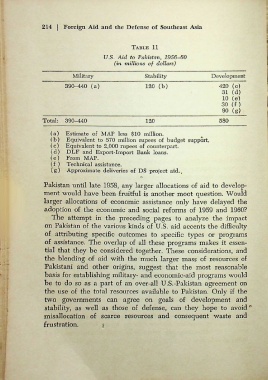 214 | Foreign Aid and the Defense of Southeast Asia
TABLE 11
U.S. Aid to Pakistan, 1956-60
(in millions of dollars)
Military Stability Development
390-440 (a) 120 (b) 420 (c)
31 (d)
10 (e)
30 (f)
90 (g)
Total: 390-440 120 580
(a) Estimate of MAP less $10 million.
(b) Equivalent to 570 million rupees of budget support.
(c) Equivalent to 2,000 rupees of counterpart.
(d) DLF and Export-Import Bank loans.
(e) From MAP.
(f) Technical assistance.
(g) Approximate deliveries of DS project aid.
Pakistan until late 1958, any larger allocations of aid to develop-
ment would have been fruitful is another moot question. Would
larger allocations of economic assistance only have delayed the
adoption of the economic and social reforms of 1959 and 1960?
The attempt in the preceding pages to analyze the impact
on Pakistan of the various kinds of U.S. aid accents the difficulty
of attributing specific outcomes to specific types or programs
of assistance. The overlap of all these programs makes it essen-
tial that they be considered together. These considerations, and
the blending of aid with the much larger mass of resources of
Pakistani and other origins, suggest that the most reasonable
basis for establishing military- and economic-aid programs would
be to do so as a part of an over-all U.S.-Pakistan agreement on
the use of the total resources available to Pakistan. Only if the
two governments can agree on goals of development and
stability, as well as those of defense, can they hope to avoid
misallocation of scarce resources and consequent waste and
frustration.